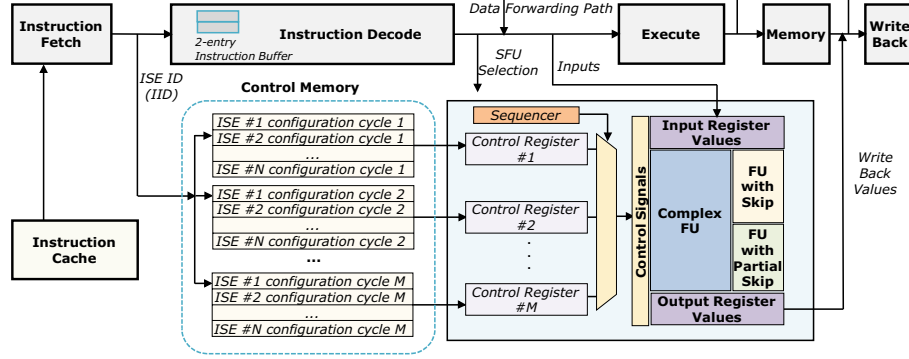 Data Forwarding Path
Instruction
Fetch
Instruction Decode
2-entry
Instruction Buffer
Execute
Memory
Write
Back
ISE ID
(IID)
SFU
Selection
Inputs
Control Memory
ISE #1 configuration cycle 1
ISE #2 configuration cycle 1
...
ISE #N configuration cycle 1
ISE #1 configuration cycle 2
ISE #2 configuration cycle 2
...
ISE #N configuration cycle 2
...
ISE #1 configuration cycle M
ISE #2 configuration cycle M
...
ISE #N configuration cycle M
Instruction
Cache
Sequencer
Control Register
#1
Control Register
#2
.
.
.
Control Register
#M
Control Signals
Input Register
Values
Complex
FU
FU
with
Skip
FU
with
Partial
Skip
Output Register
Values
Write
Back
Values